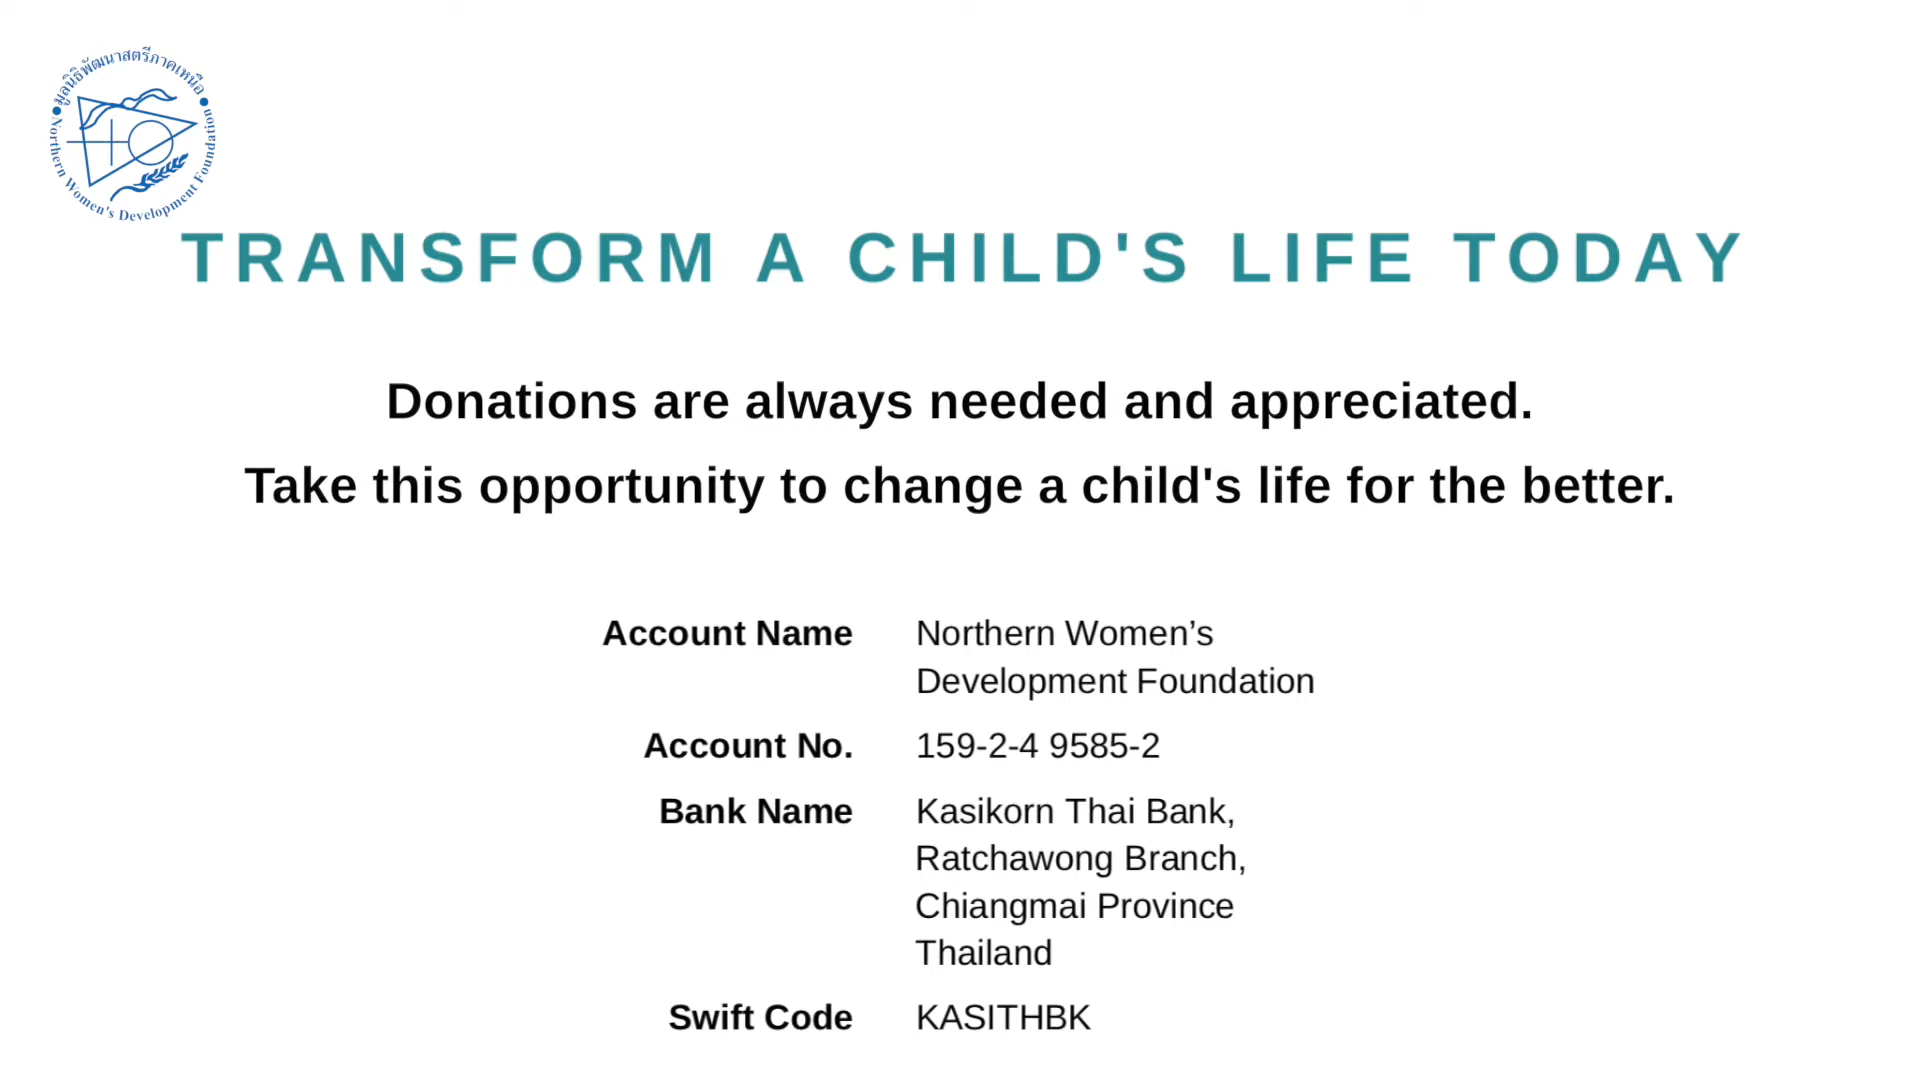 มูลนิธิพัฒนาสตรีภาคเหนือ
Northern Women's Development Foundation
TRANSFORM A CHILD'S LIFE TODAY
Donations are always needed and appreciated.
Take this opportunity to change a child's life for the better.
Account Name Northern Women’s
Development Foundation
Account No. 159-2-4 9585-2
Bank Name Kasikorn Thai Bank,
Ratchawong Branch,
Chiangmai Province
Thailand
Swift Code KASITHBK